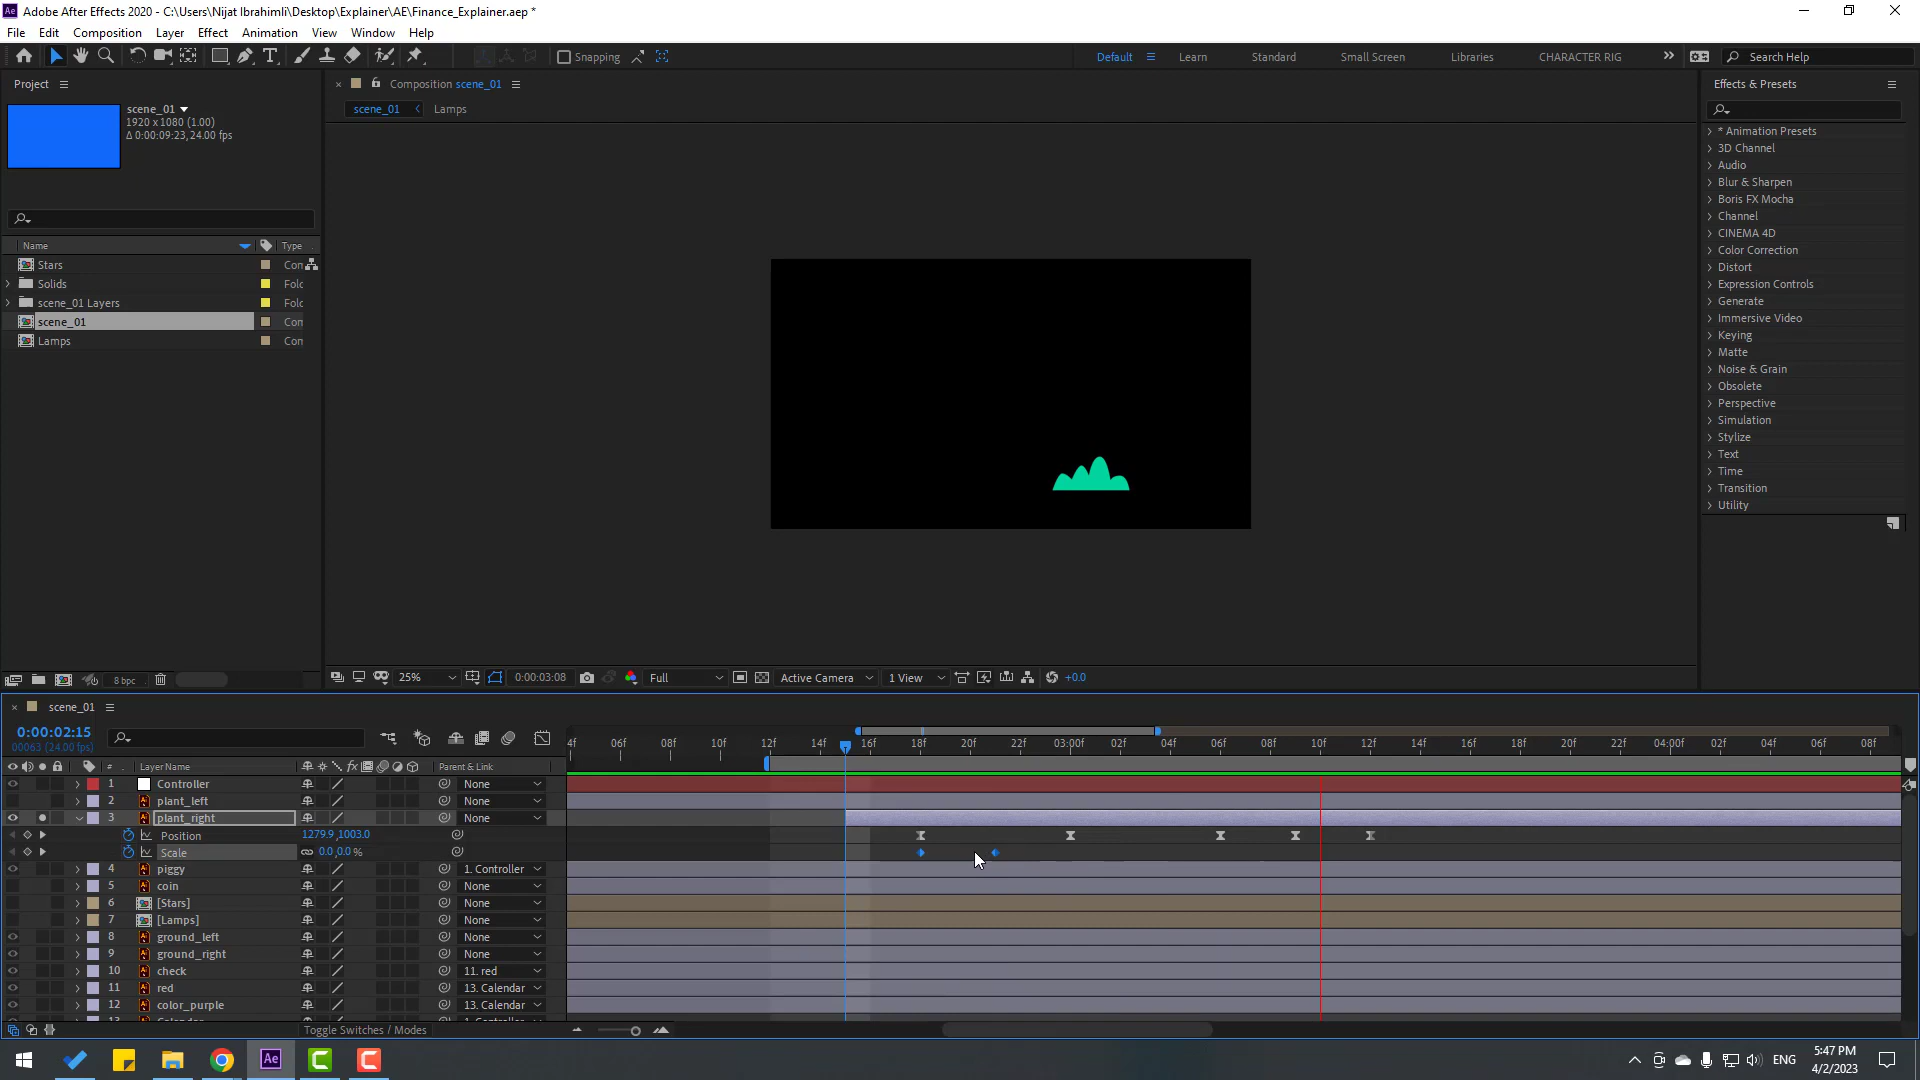 Adobe After Effects 2020 - C:\Users\Nijat Ibrahimli\Desktop\Explainer\AE\Finance_Explainer.aep *
File Edit Composition Layer Effect Animation View Window Help
Snapping
Default Learn Standard Small Screen Libraries CHARACTER RIG Search Help
Project
scene_01
1920 x 1080 (1.00)
Δ 0:00:09:23, 24.00 fps
Name Type
Stars Con
Solids Fold
scene_01 Layers Fold
scene_01 Con
Lamps Con
8 bpc
Composition scene_01
scene_01 Lamps
25% 0:00:03:08 Full Active Camera 1 View +0.0
Effects & Presets
* Animation Presets
3D Channel
Audio
Blur & Sharpen
Boris FX Mocha
Channel
CINEMA 4D
Color Correction
Distort
Expression Controls
Generate
Immersive Video
Keying
Matte
Noise & Grain
Obsolete
Perspective
Simulation
Stylize
Text
Time
Transition
Utility
scene_01
0:00:02:15
00063 (24.00 fps)
4f 06f 08f 10f 12f 14f 16f 18f 20f 22f 03:00f 02f 04f 06f 08f 10f 12f 14f 16f 18f 20f 22f 04:00f 02f 04f 06f 08f
# Layer Name Parent & Link
1 Controller None
2 plant_left None
3 plant_right None
Position 1279.9,1003.0
Scale 0.0,0.0 %
4 piggy 1. Controller
5 coin None
6 [Stars] None
7 [Lamps] None
8 ground_left None
9 ground_right None
10 check 11. red
11 red 13. Calendar
12 color_purple 13. Calendar
Toggle Switches / Modes
ENG
5:47 PM
4/2/2023